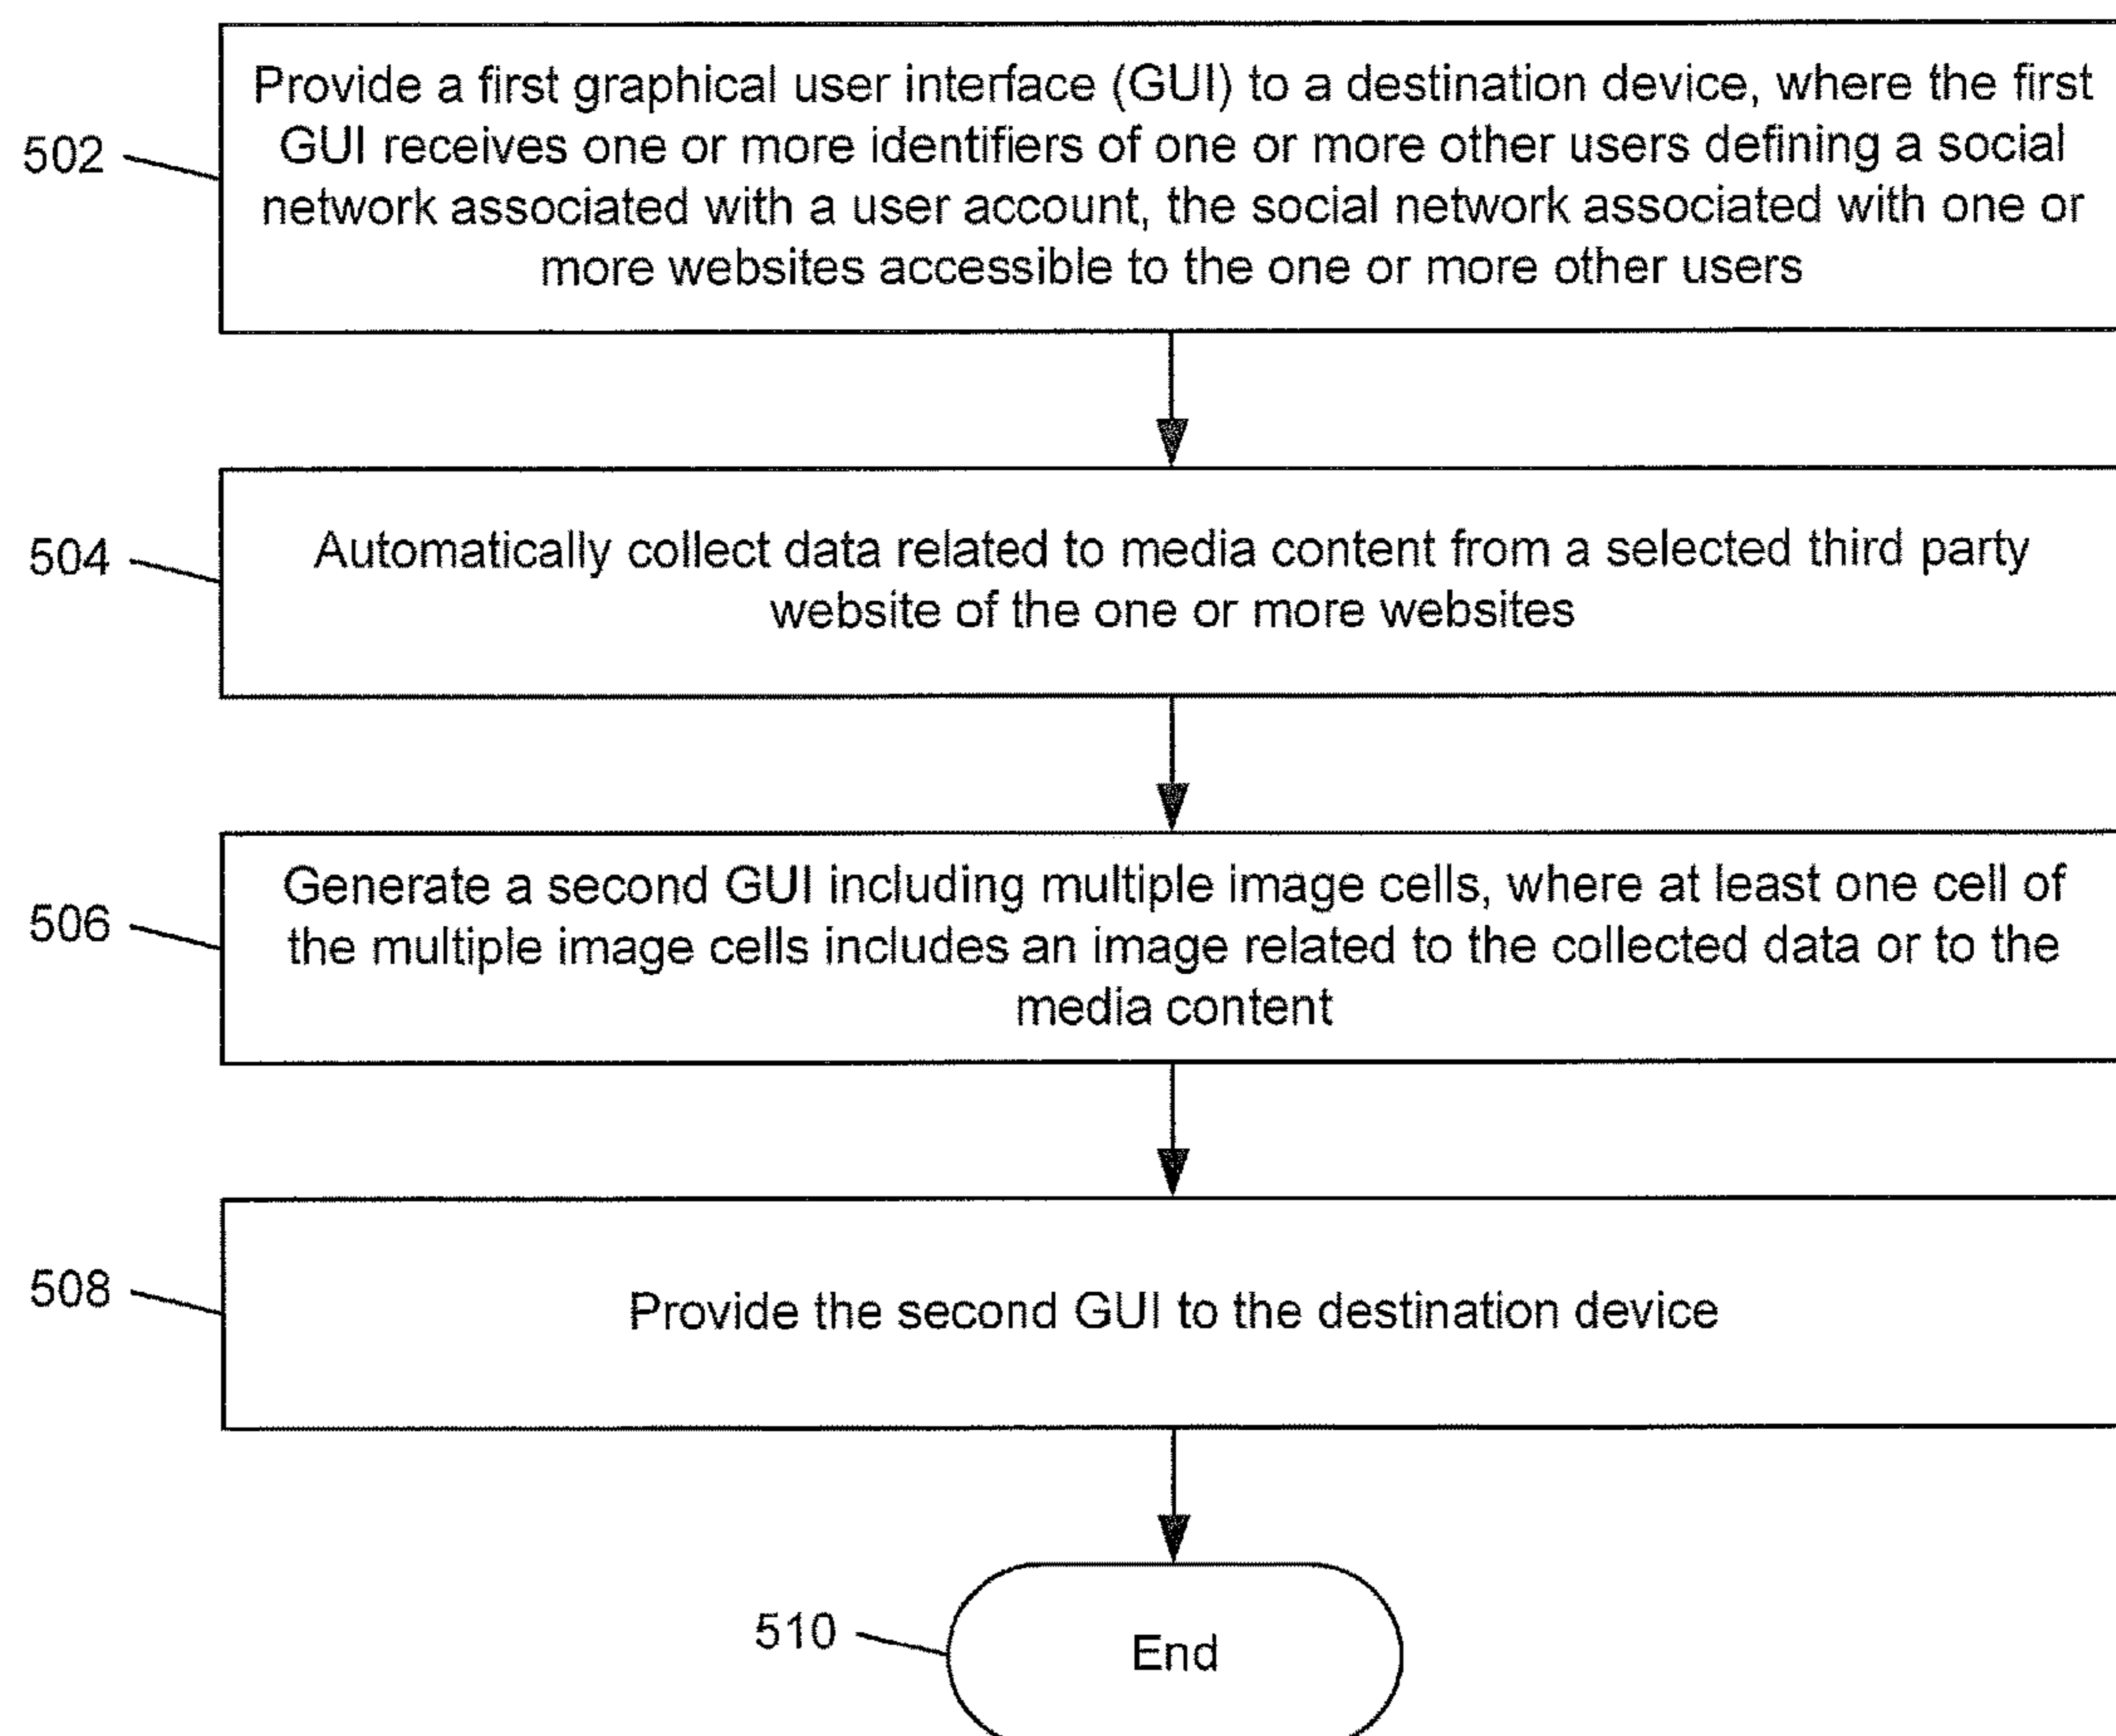 Provide a first graphical user interface (GUI) to a destination device, where the first
GUI receives one or more identifiers of one or more other users defining a social
network associated with a user account, the social network associated with one or
more websites accessible to the one or more other users
502
Automatically collect data related to media content from a selected third party
website of the one or more websites
504
Generate a second GUI including multiple image cells, where at least one cell of
the multiple image cells includes an image related to the collected data or to the
media content
506
Provide the second GUI to the destination device
508
End
510